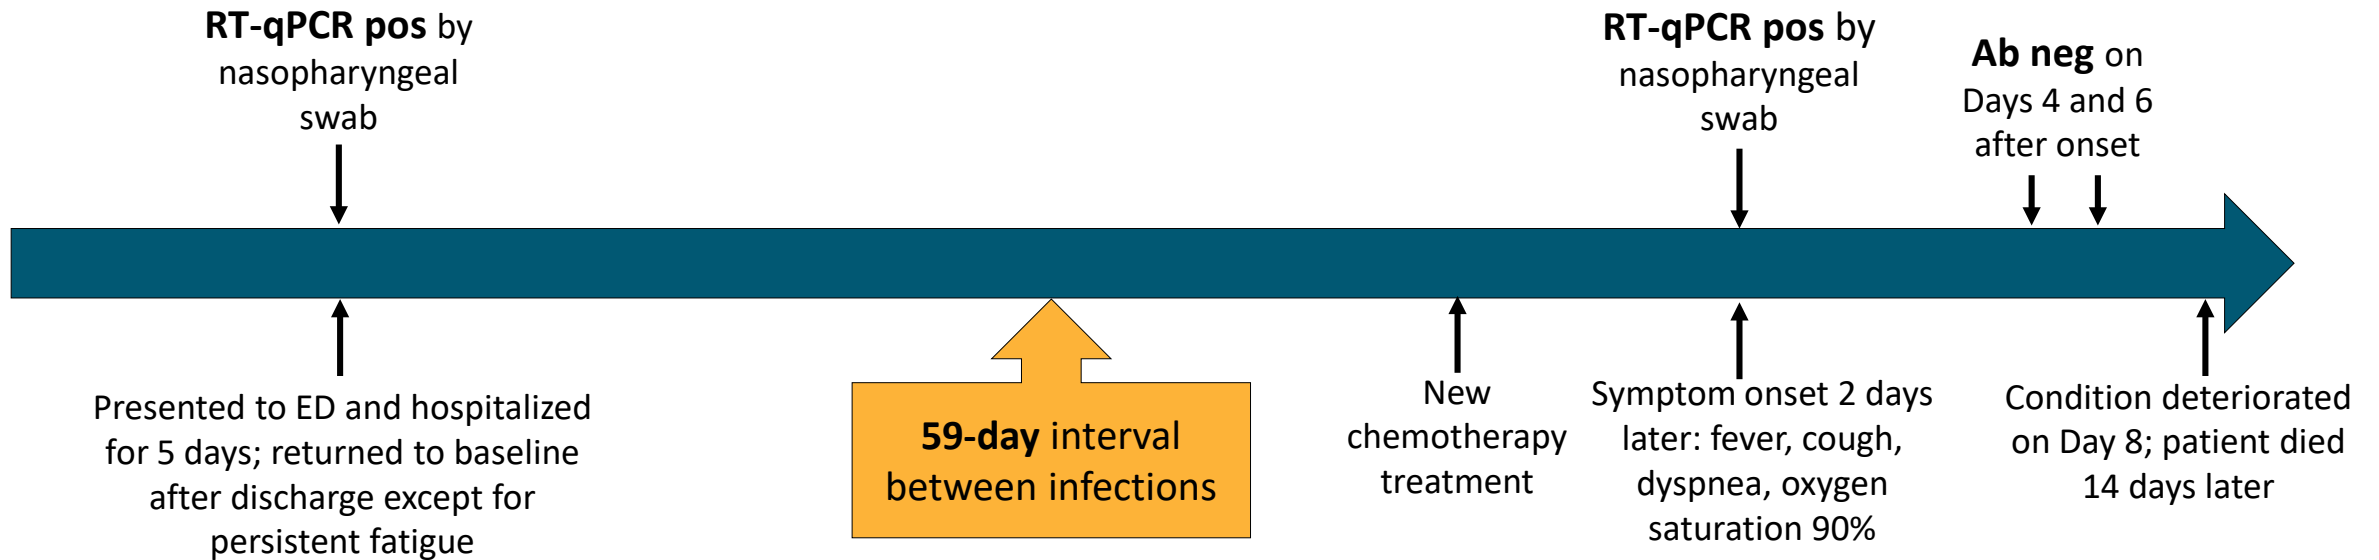 RT-qPCR pos by
nasopharyngeal
swab
RT-qPCR pos by
nasopharyngeal
swab
Ab neg on
Days 4 and 6
after onset
Presented to ED and hospitalized
for 5 days; returned to baseline
after discharge except for
persistent fatigue
59-day interval
between infections
New
chemotherapy
treatment
Symptom onset 2 days
later: fever, cough,
dyspnea, oxygen
saturation 90%
Condition deteriorated
on Day 8; patient died
14 days later